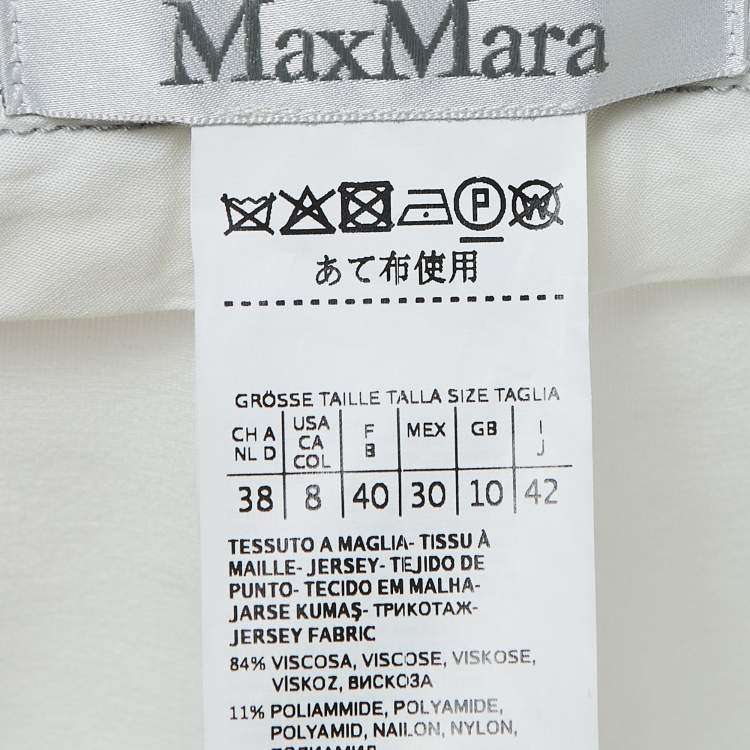 MaxMara
P W
あて布使用
GRÖSSE TAILLE TALLA SIZE TAGLIA
CH A NL D USA CA COL F B MEX GB I J
38 8 40 30 10 42
TESSUTO A MAGLIA- TISSU À
MAILLE- JERSEY- TEJIDO DE
PUNTO- TECIDO EM MALHA-
JARSE KUMAŞ- ТРИКОТАЖ-
JERSEY FABRIC
84% VISCOSA, VISCOSE, VISKOSE,
VİSKOZ, ВИСКОЗА
11% POLIAMMIDE, POLYAMIDE,
POLYAMID, NAILON, NYLON,
ПОЛИАМИД